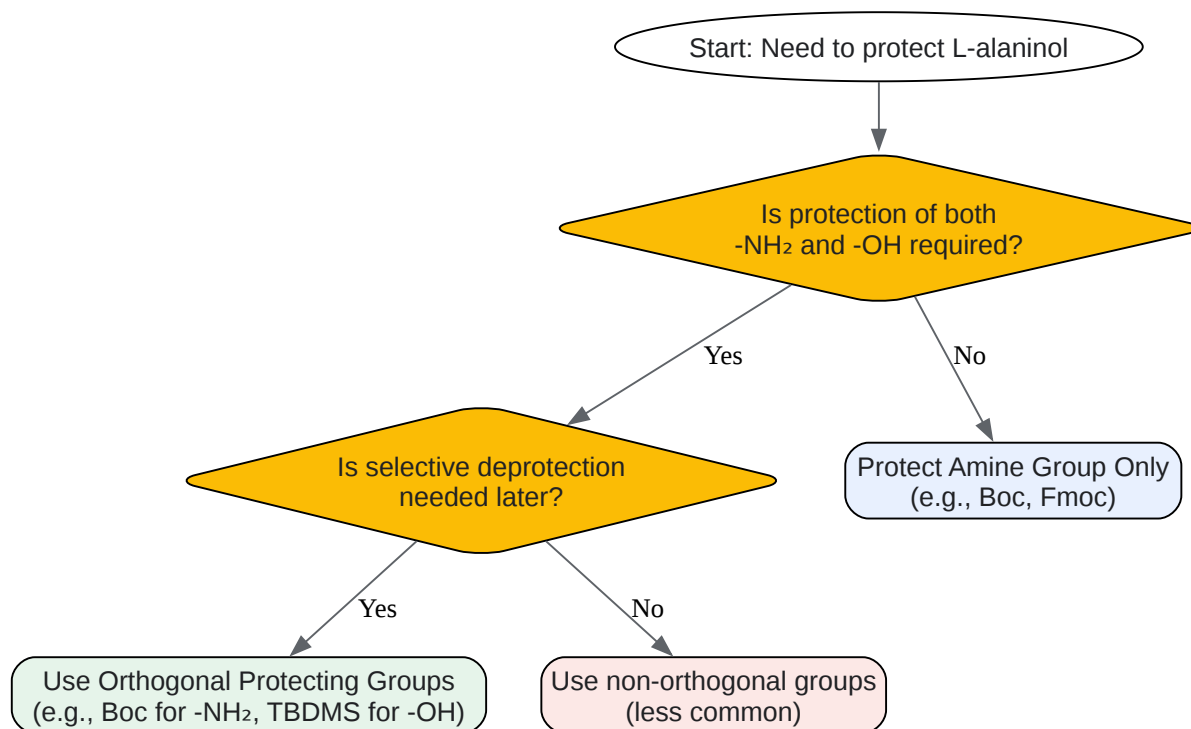 Start: Need to protect L-alaninol
Is protection of both
-NH₂ and -OH required?
Yes
No
Is selective deprotection
needed later?
Protect Amine Group Only
(e.g., Boc, Fmoc)
Yes
No
Use Orthogonal Protecting Groups
(e.g., Boc for -NH₂, TBDMS for -OH)
Use non-orthogonal groups
(less common)